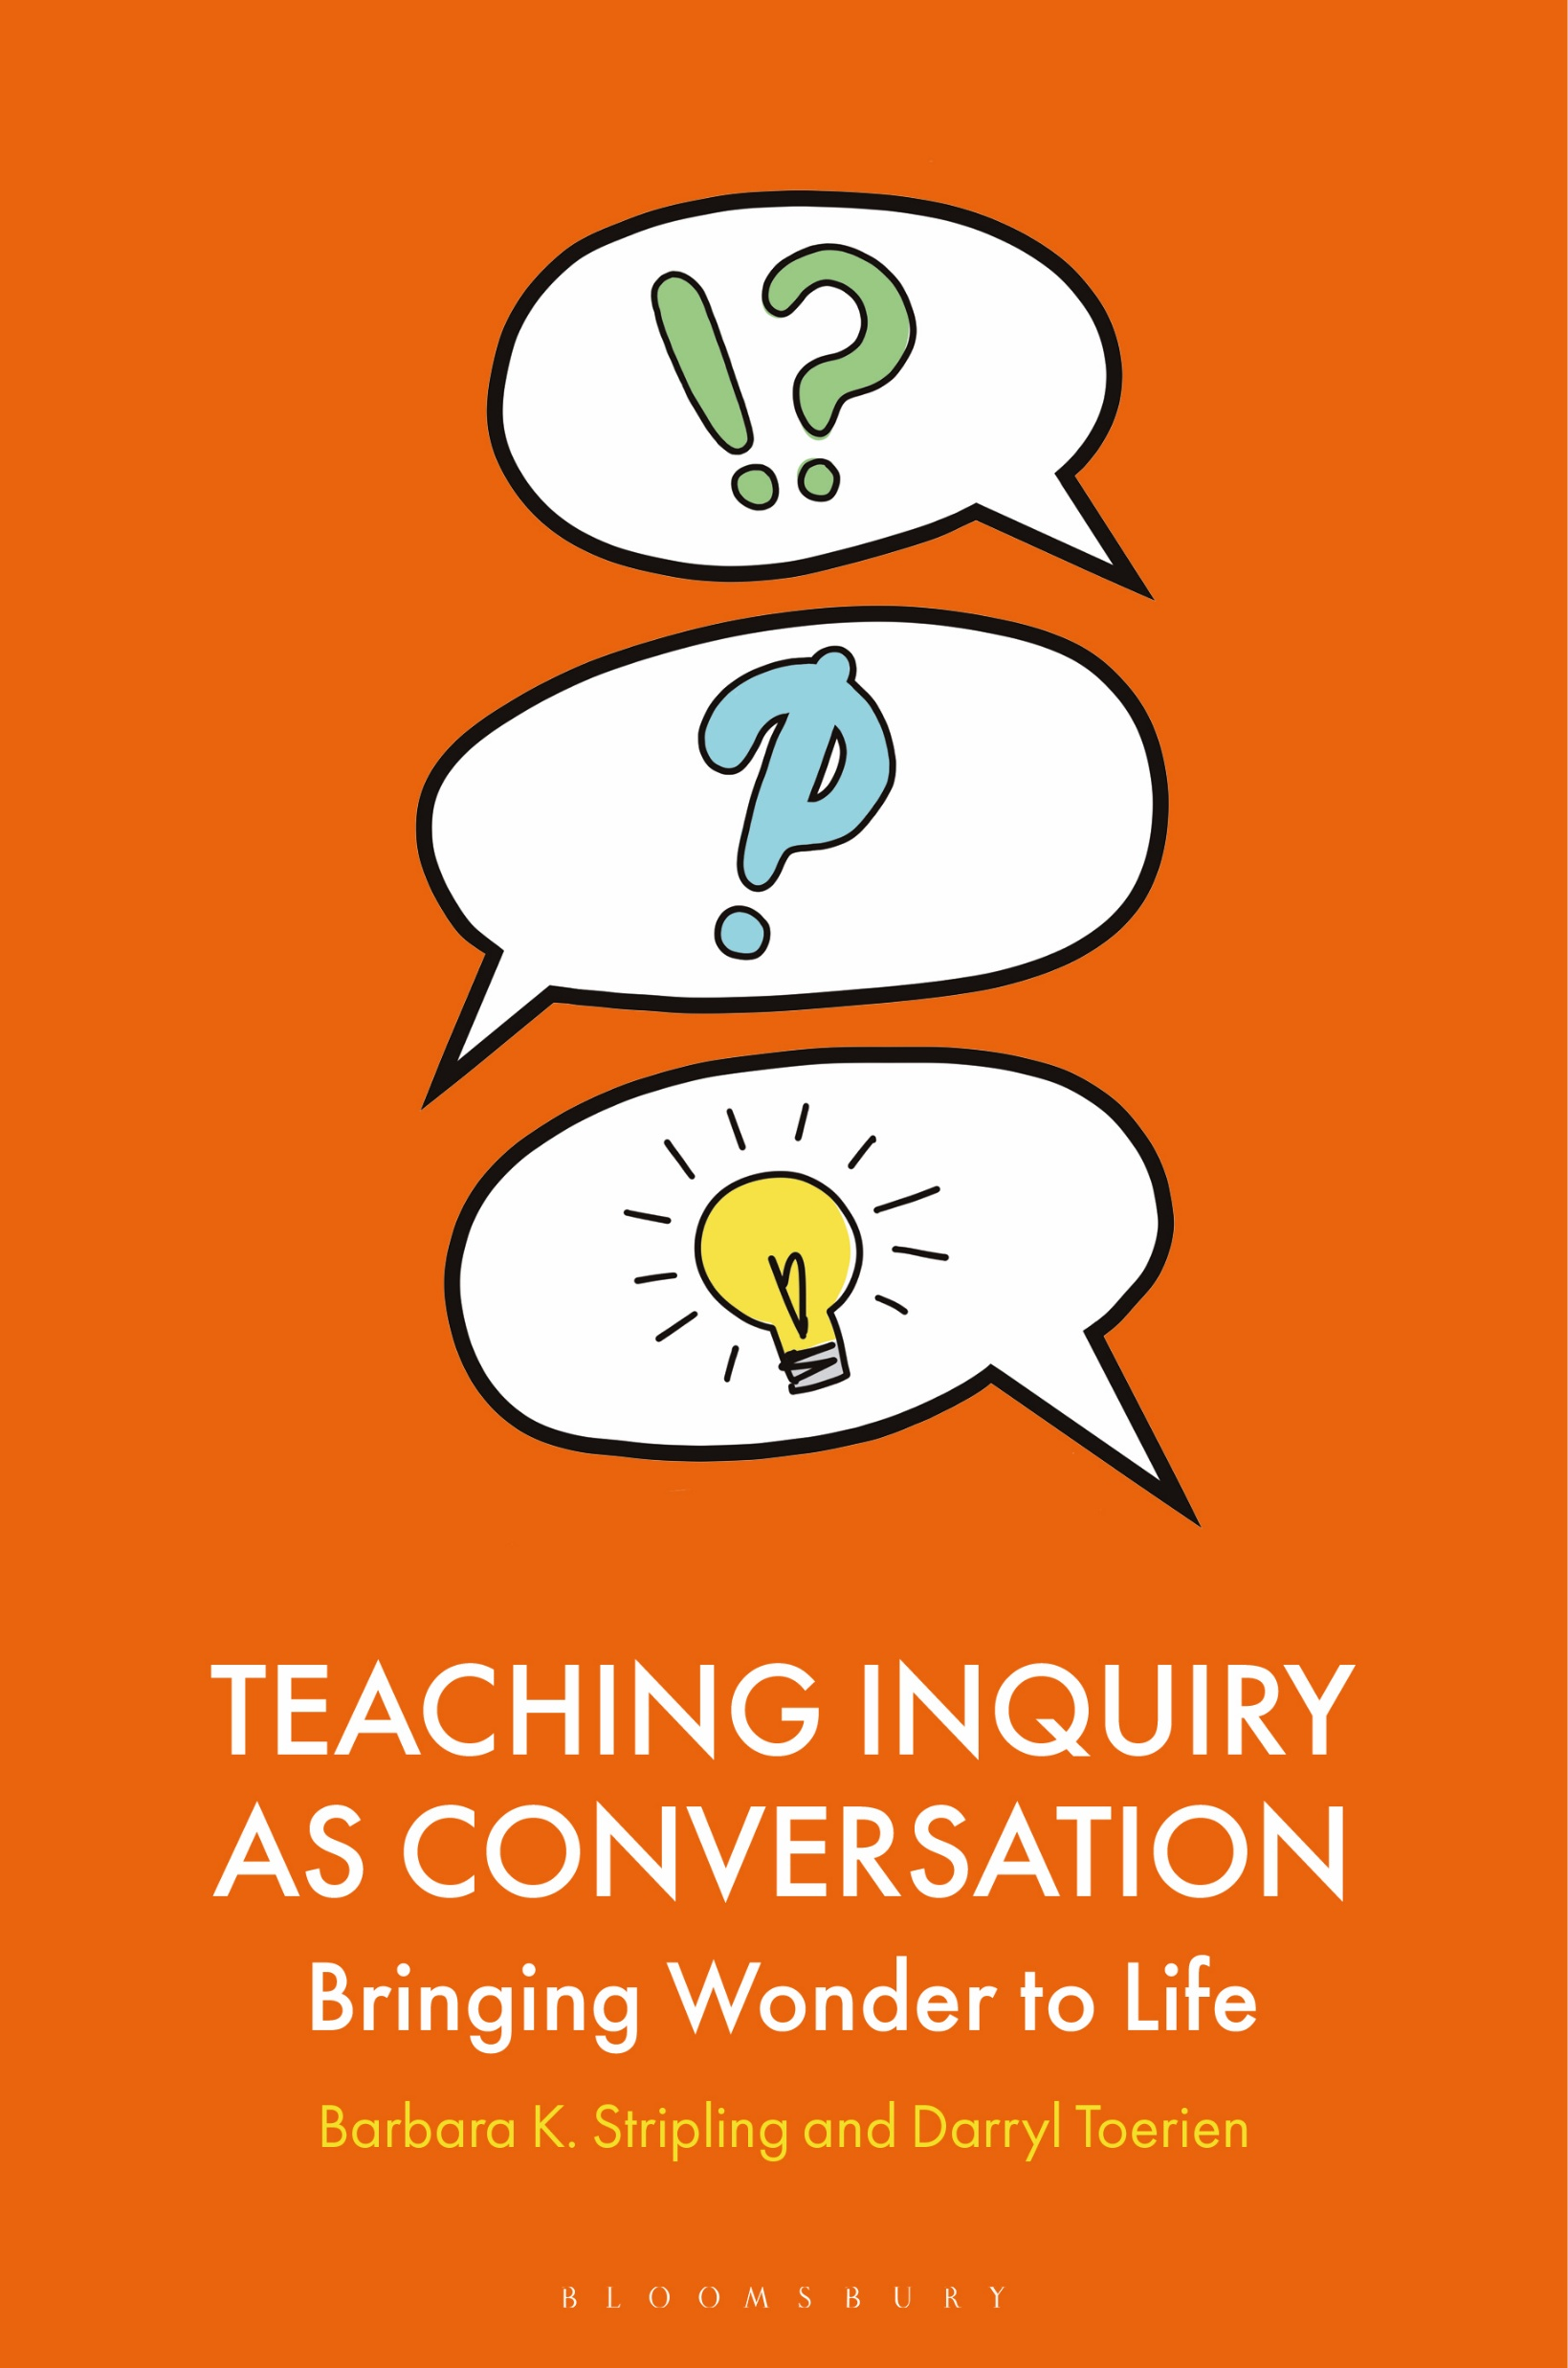 !?
‽
TEACHING INQUIRY
AS CONVERSATION
Bringing Wonder to Life
Barbara K. Stripling and Darryl Toerien
BLOOMSBURY